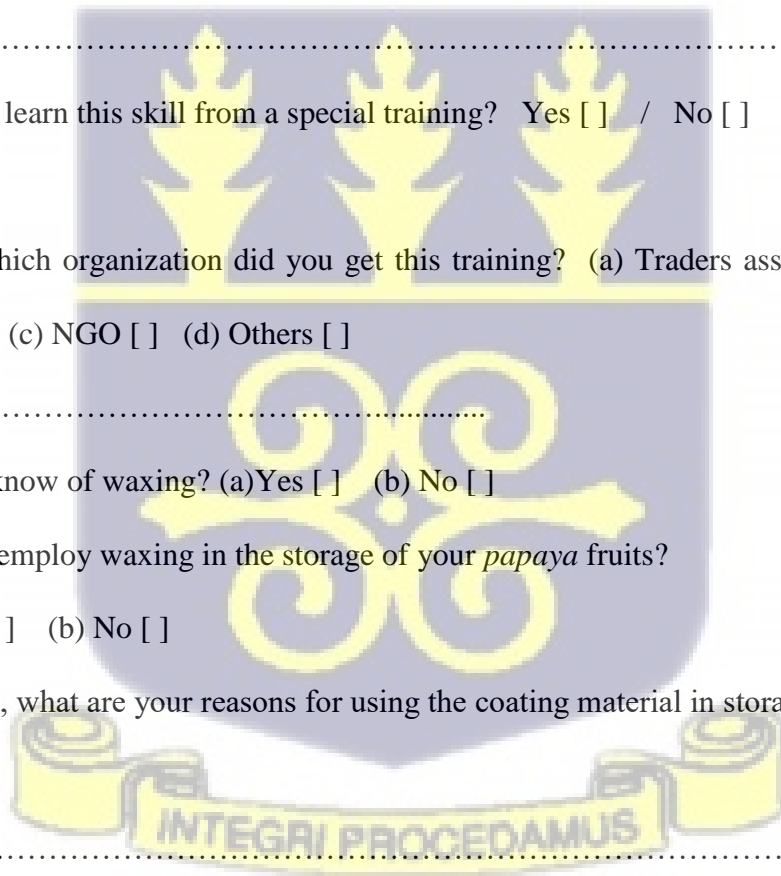 ……………………………………………………………………
learn this skill from a special training? Yes [ ] / No [ ]
hich organization did you get this training? (a) Traders ass
(c) NGO [ ] (d) Others [ ]
……………………………………..............
know of waxing? (a)Yes [ ] (b) No [ ]
employ waxing in the storage of your papaya fruits?
] (b) No [ ]
, what are your reasons for using the coating material in stora
INTEGRI PROCEDAMUS
……………………………………………………………………